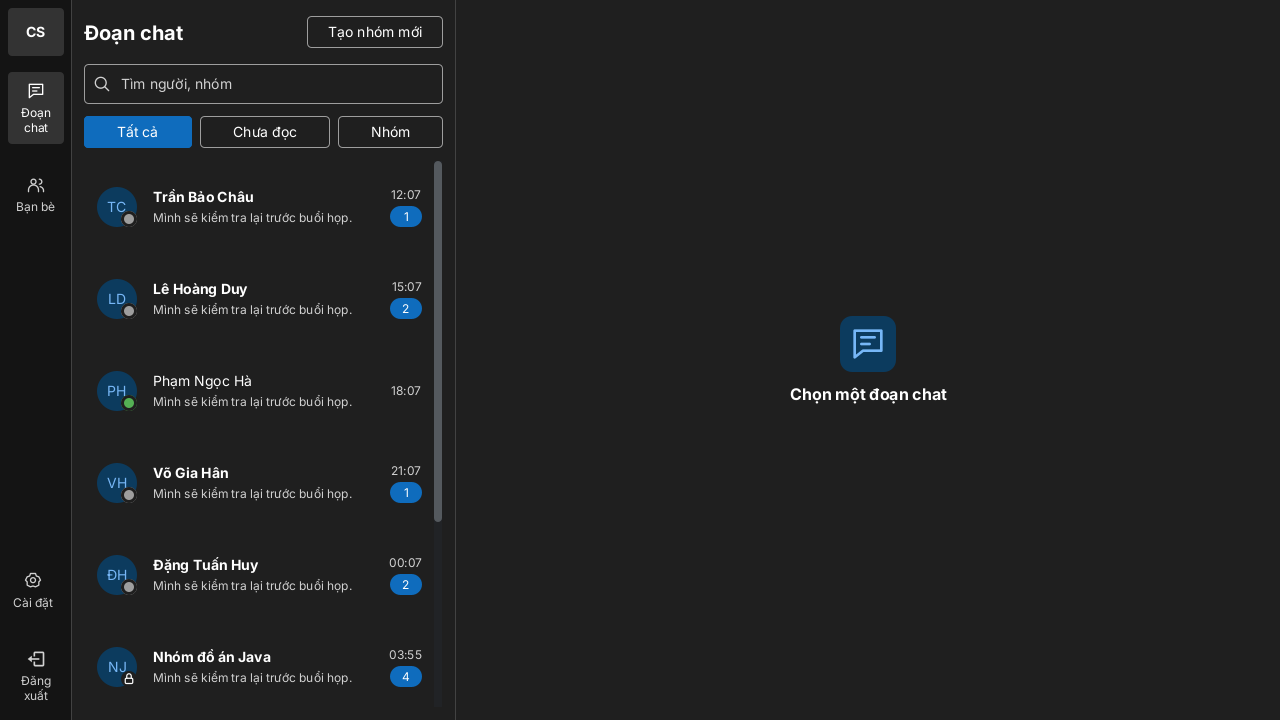 CS
Đoạn chat
Bạn bè
Cài đặt
Đăng xuất
Đoạn chat
Tạo nhóm mới
Tìm người, nhóm
Tất cả
Chưa đọc
Nhóm
TC
Trần Bảo Châu
12:07
Mình sẽ kiểm tra lại trước buổi họp.
1
LD
Lê Hoàng Duy
15:07
Mình sẽ kiểm tra lại trước buổi họp.
2
PH
Phạm Ngọc Hà
18:07
Mình sẽ kiểm tra lại trước buổi họp.
VH
Võ Gia Hân
21:07
Mình sẽ kiểm tra lại trước buổi họp.
1
ĐH
Đặng Tuấn Huy
00:07
Mình sẽ kiểm tra lại trước buổi họp.
2
NJ
Nhóm đồ án Java
03:55
Mình sẽ kiểm tra lại trước buổi họp.
4
Chọn một đoạn chat